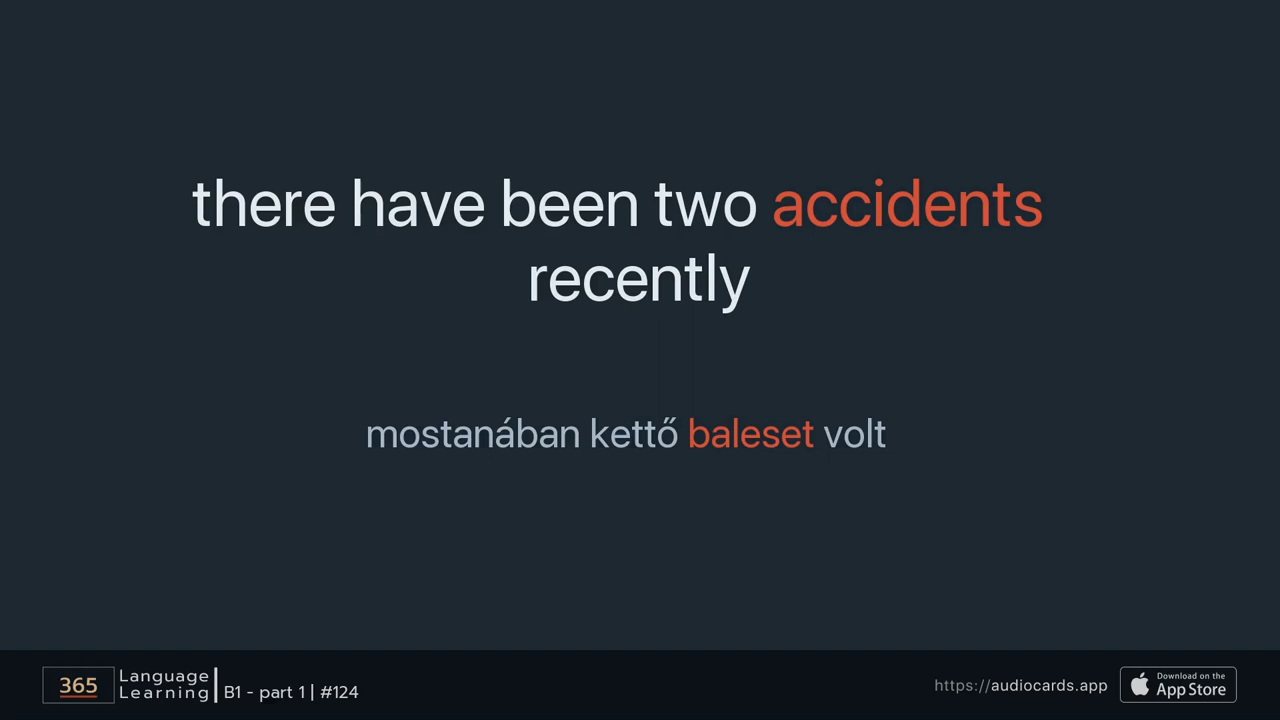 there have been two accidents
recently
mostanában kettő baleset volt
365
Language
Learning
B1 - part 1 | #124
https://audiocards.app
Download on the
App Store